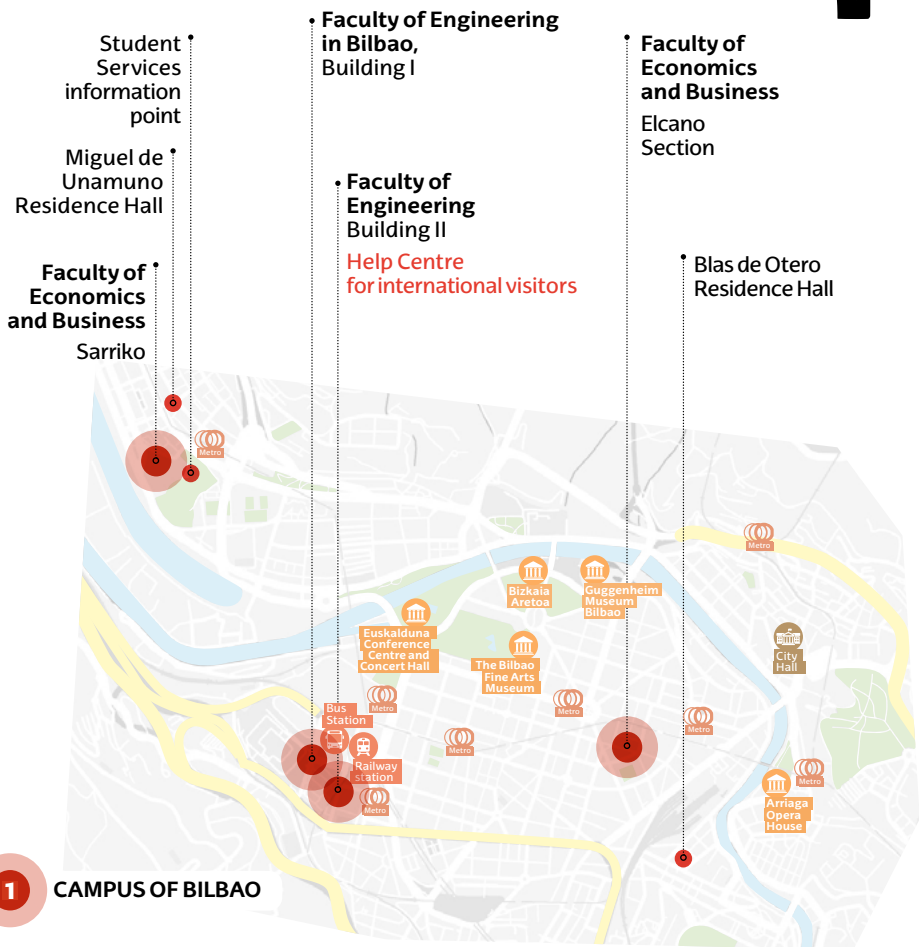 Faculty of Engineering
in Bilbao,
Building I
Student
Services
information
point
Faculty of
Economics
and Business
Elcano
Section
Miguel de
Unamuno
Residence Hall
Faculty of
Engineering
Building II
Help Centre
for international visitors
Faculty of
Economics
and Business
Sarriko
Blas de Otero
Residence Hall
Metro
Metro
Bizkaia
Aretoa
Guggenheim
Museum
Bilbao
Euskalduna
Conference
Centre and
Concert Hall
The Bilbao
Fine Arts
Museum
City
Hall
Metro
Metro
Bus
Station
Metro
Metro
Railway
station
Metro
Metro
Arriaga
Opera
House
1
CAMPUS OF BILBAO